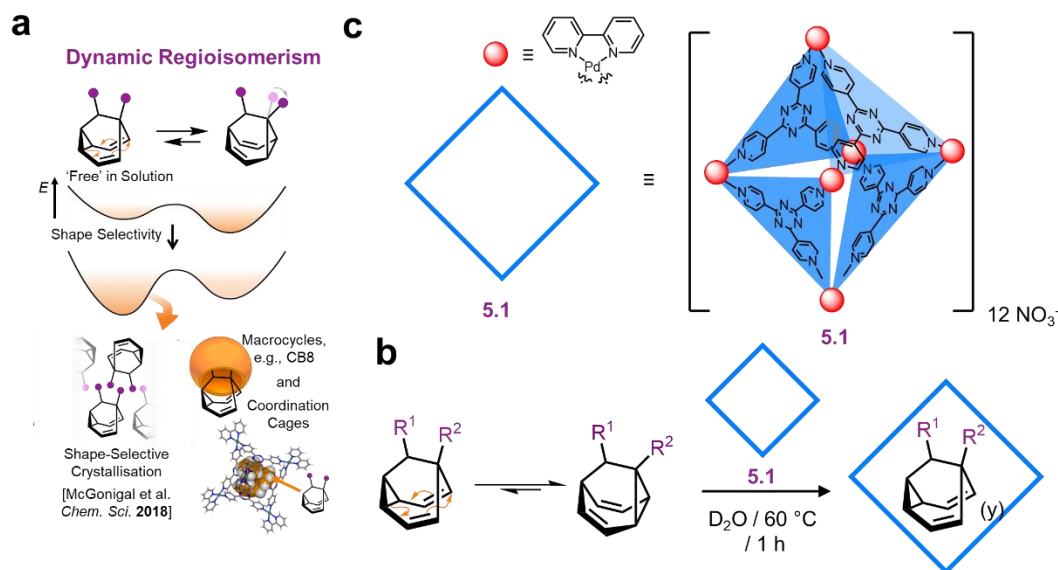 a
Dynamic Regioisomerism
'Free' in Solution
E
Shape Selectivity
Shape-Selective
Crystallisation
[McGonigal et al.
Chem. Sci. 2018]
Macrocycles,
e.g., CB8
and
Coordination
Cages
c
≡
N
N
Pd
5.1
≡
N N N N N N N N N N N N N N N N N N N N N N
5.1
12 NO₃⁻
b
R¹
R²
R¹
R²
5.1
D₂O / 60 °C
/ 1 h
R¹
R²
(y)